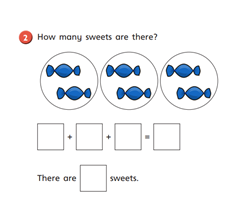 2 How many sweets are there?
+ + =
There are sweets.